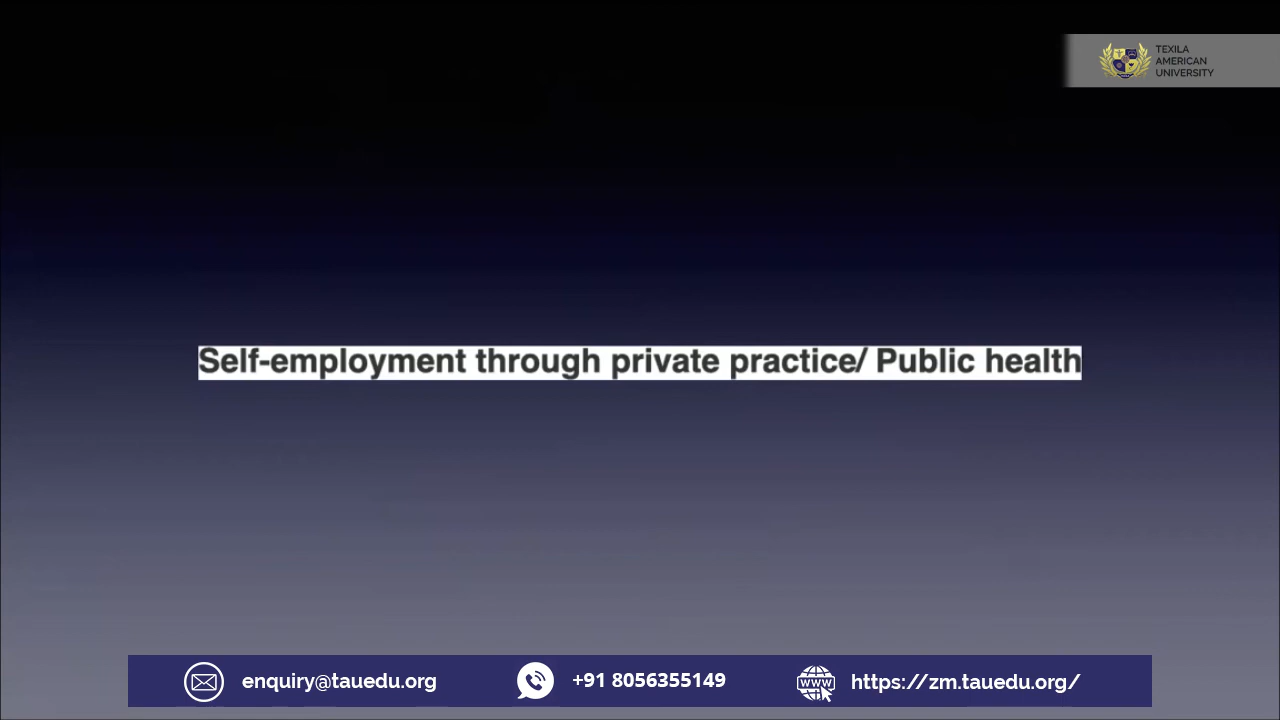 TEXILA
AMERICAN
UNIVERSITY
Self-employment through private practice/ Public health
enquiry@tauedu.org
+91 8056355149
WWW
https://zm.tauedu.org/